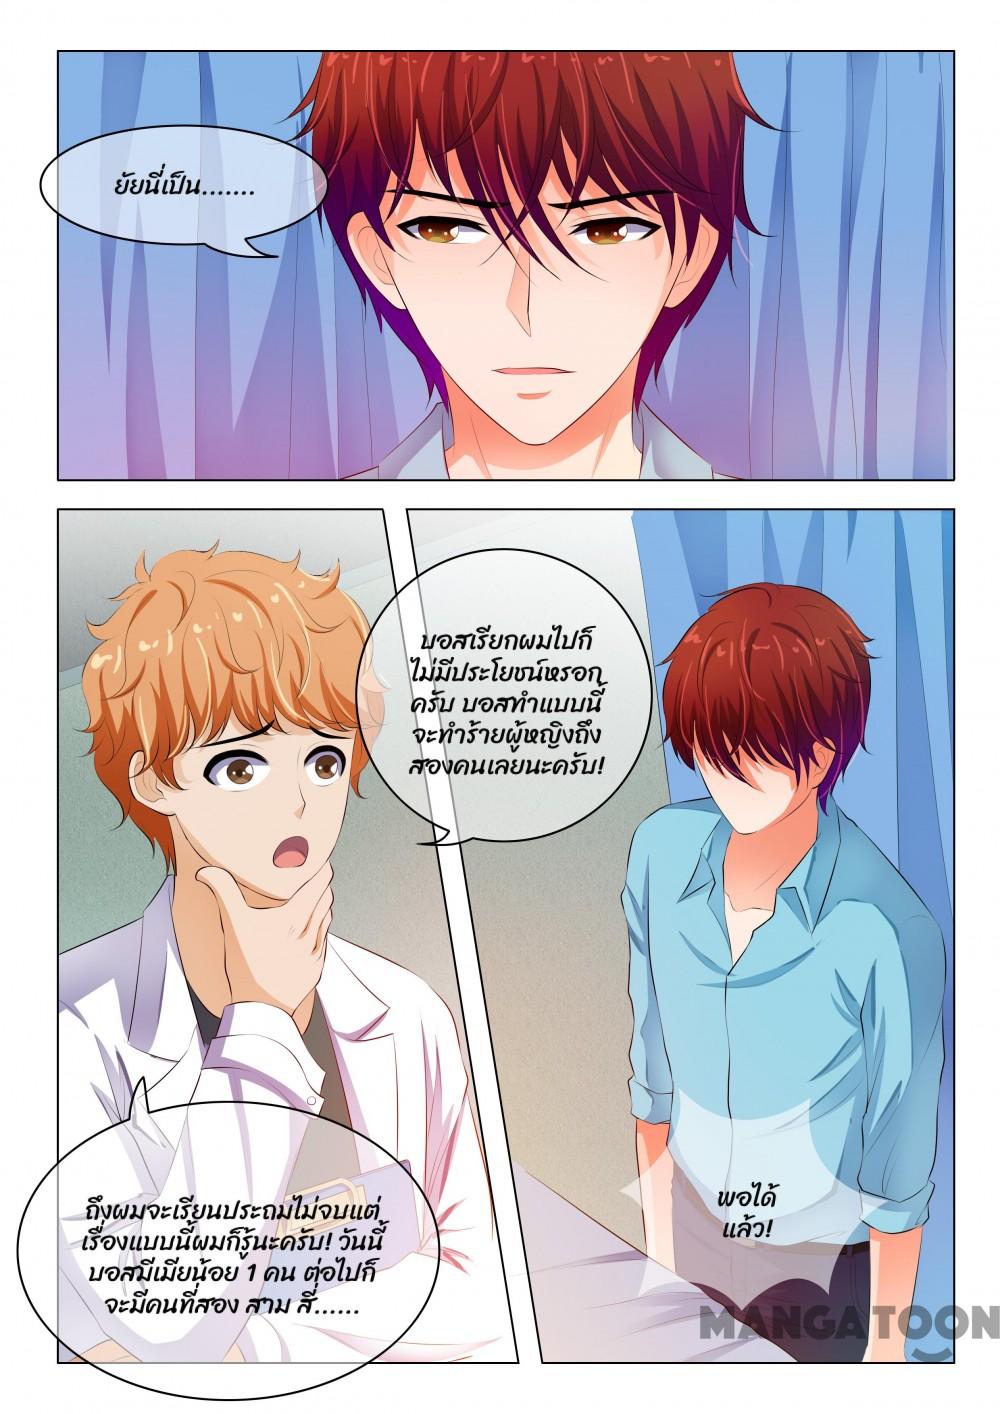 ยัยนี่เป็น.......
บอสเรียกผมไปก็
ไม่มีประโยชน์หรอก
ครับ บอสทำแบบนี้
จะทำร้ายผู้หญิงถึง
สองคนเลยนะครับ!
ถึงผมจะเรียนประถมไม่จบแต่
เรื่องแบบนี้ผมก็รู้นะครับ! วันนี้
บอสมีเมียน้อย 1 คน ต่อไปก็
จะมีคนที่สอง สาม สี่......
พอได้
แล้ว!
MANGATOON